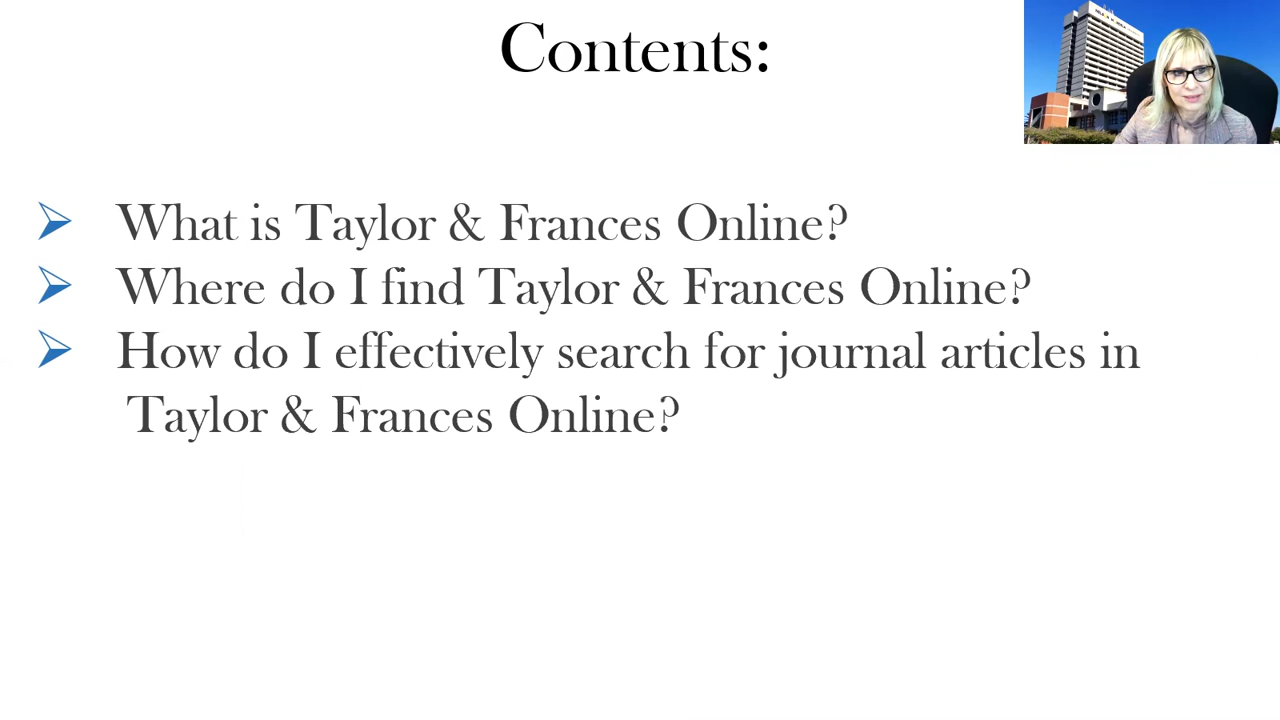 Contents:
What is Taylor & Frances Online?
Where do I find Taylor & Frances Online?
How do I effectively search for journal articles in
Taylor & Frances Online?